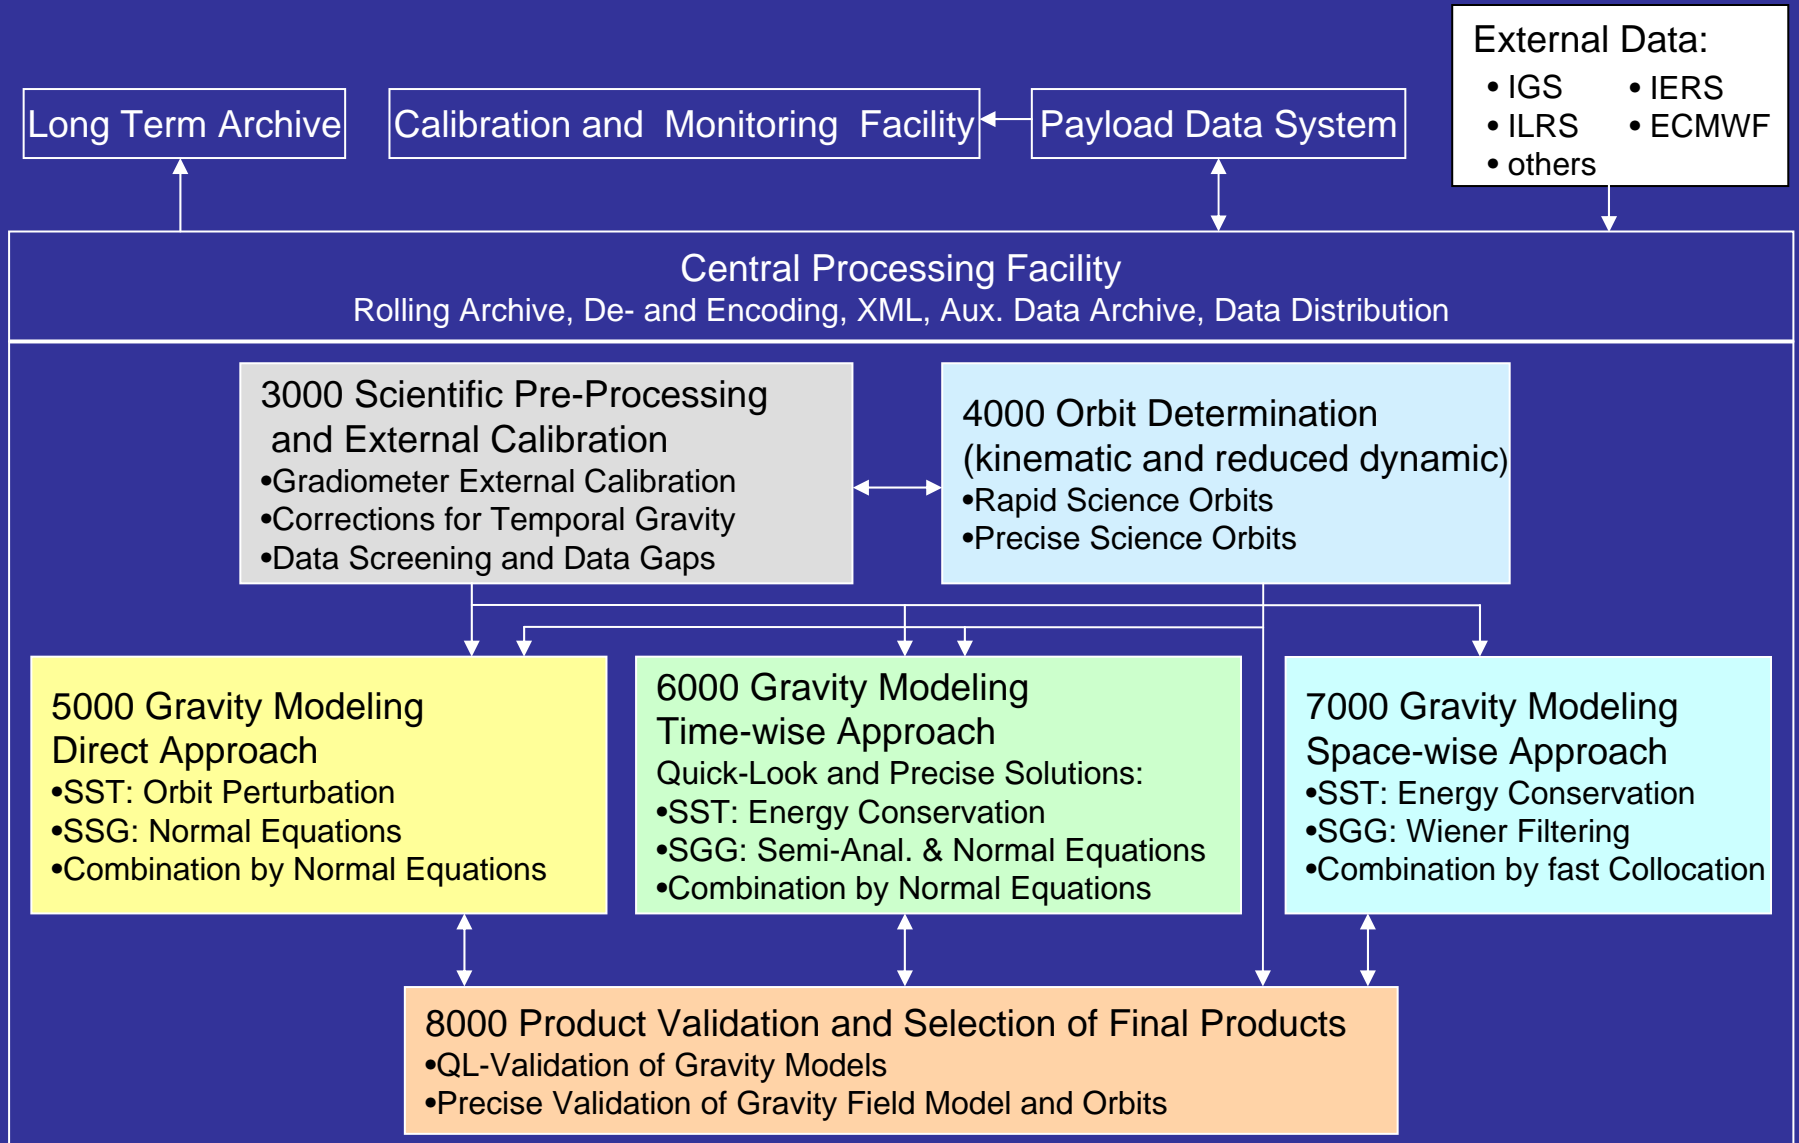 External Data:
• IGS • IERS
• ILRS • ECMWF
• others
Long Term Archive
Calibration and Monitoring Facility
Payload Data System
Central Processing Facility
Rolling Archive, De- and Encoding, XML, Aux. Data Archive, Data Distribution
3000 Scientific Pre-Processing
and External Calibration
•Gradiometer External Calibration
•Corrections for Temporal Gravity
•Data Screening and Data Gaps
4000 Orbit Determination
(kinematic and reduced dynamic)
•Rapid Science Orbits
•Precise Science Orbits
5000 Gravity Modeling
Direct Approach
•SST: Orbit Perturbation
•SSG: Normal Equations
•Combination by Normal Equations
6000 Gravity Modeling
Time-wise Approach
Quick-Look and Precise Solutions:
•SST: Energy Conservation
•SGG: Semi-Anal. & Normal Equations
•Combination by Normal Equations
7000 Gravity Modeling
Space-wise Approach
•SST: Energy Conservation
•SGG: Wiener Filtering
•Combination by fast Collocation
8000 Product Validation and Selection of Final Products
•QL-Validation of Gravity Models
•Precise Validation of Gravity Field Model and Orbits